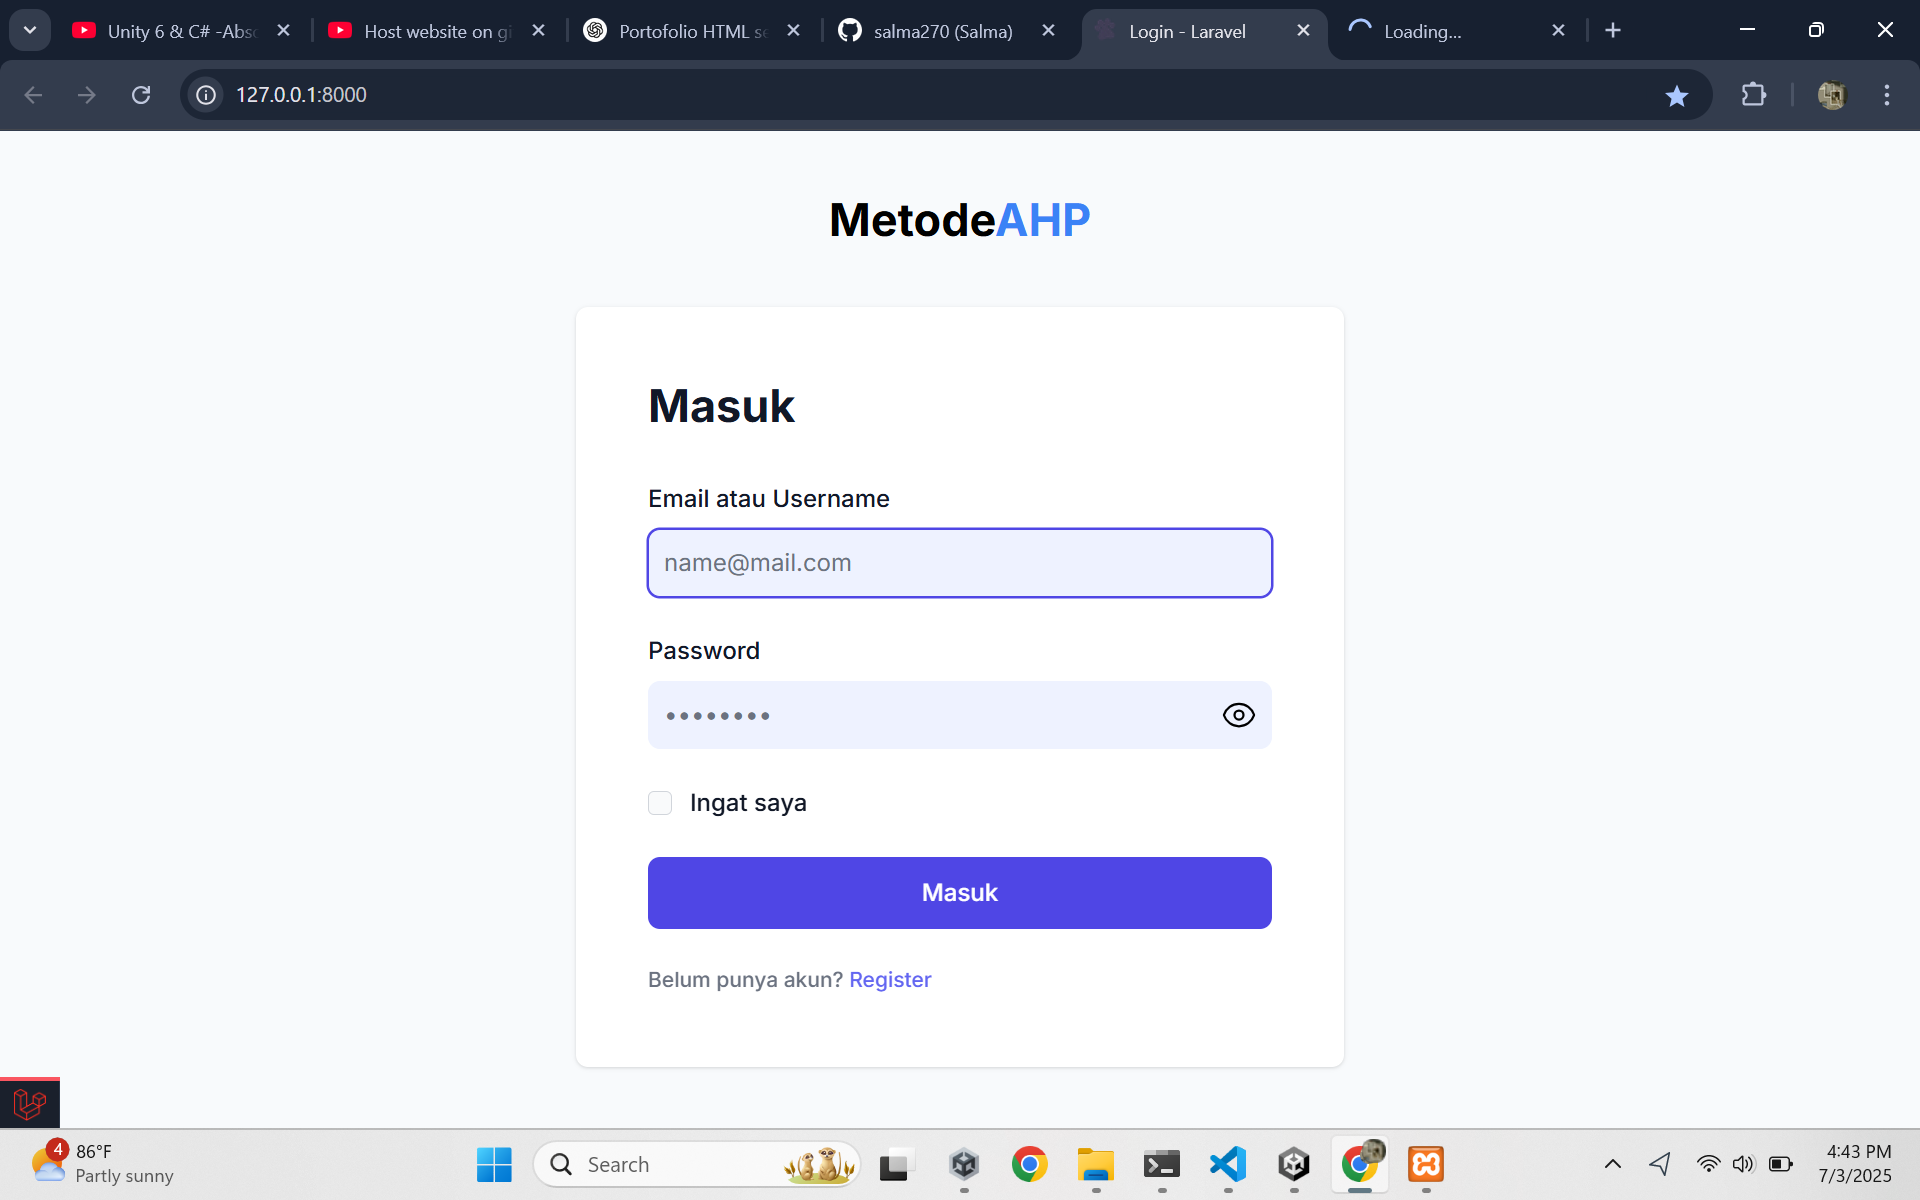 Unity 6 & C# -Abso
Host website on gi
Portofolio HTML se
salma270 (Salma)
Login - Laravel
Loading...
127.0.0.1:8000
MetodeAHP
Masuk
Email atau Username
name@mail.com
Password
Ingat saya
Masuk
Belum punya akun? Register
4
86°F
Partly sunny
Search
4:43 PM
7/3/2025